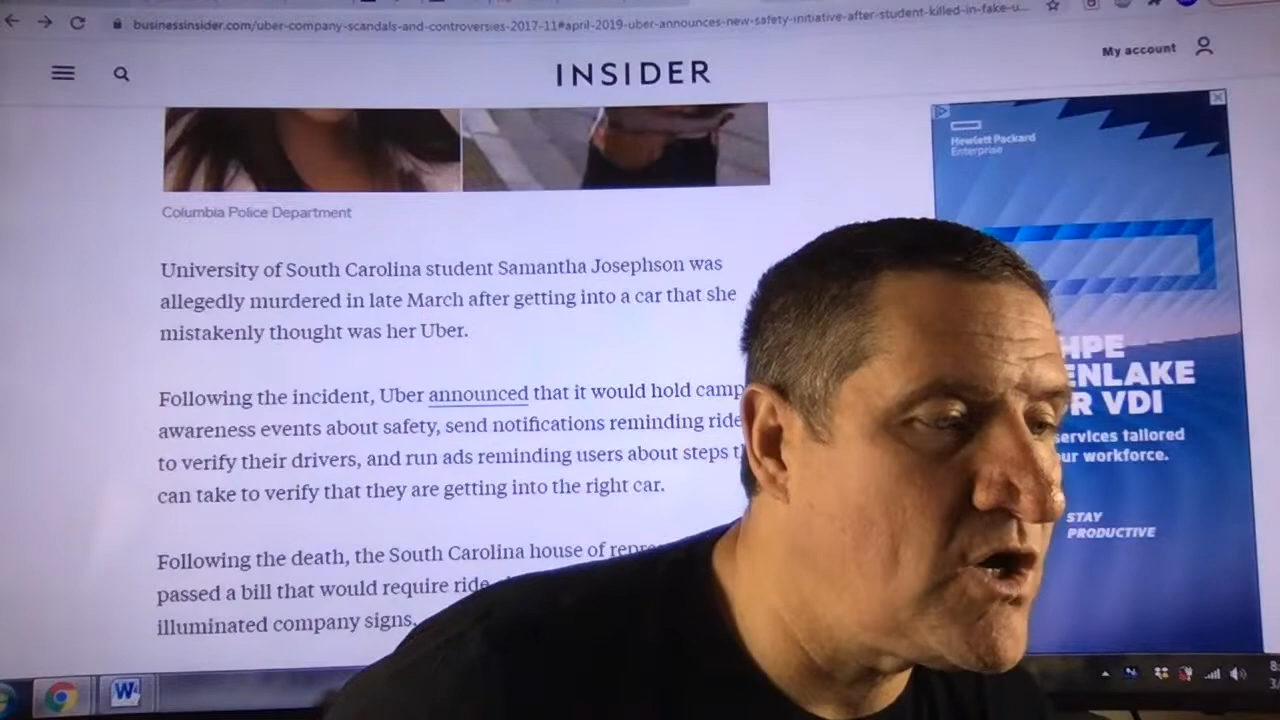 businessinsider.com/uber-company-scandals-and-controversies-2017-11#april-2019-uber-announces-new-safety-initiative-after-student-killed-in-fake-u...
INSIDER
My account
Hewlett Packard
Enterprise
Columbia Police Department
University of South Carolina student Samantha Josephson was
allegedly murdered in late March after getting into a car that she
mistakenly thought was her Uber.
Following the incident, Uber announced that it would hold camp
awareness events about safety, send notifications reminding ride
to verify their drivers, and run ads reminding users about steps t
can take to verify that they are getting into the right car.
Following the death, the South Carolina house of repre
passed a bill that would require ride
illuminated company signs.
HPE
ENLAKE
R VDI
services tailored
ur workforce.
STAY
PRODUCTIVE
W